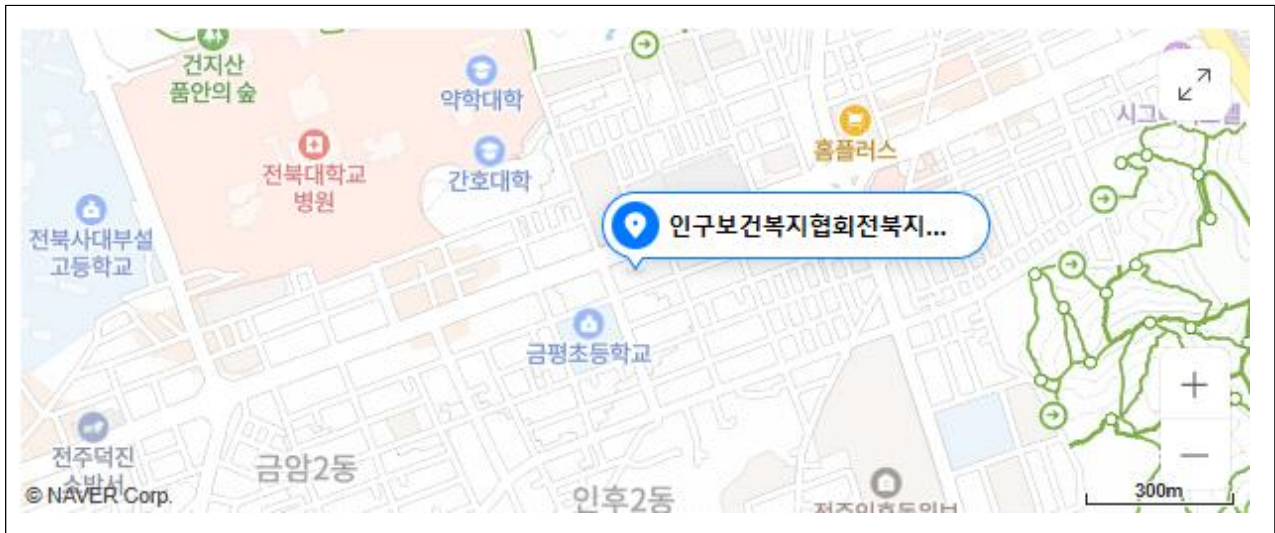 건지산
품안의 숲
약학대학
홈플러스
전북대학교
병원
간호대학
전북사대부설
고등학교
인구보건복지협회전북지...
금평초등학교
전주덕진
소방서
금암2동
인후2동
© NAVER Corp.
300m